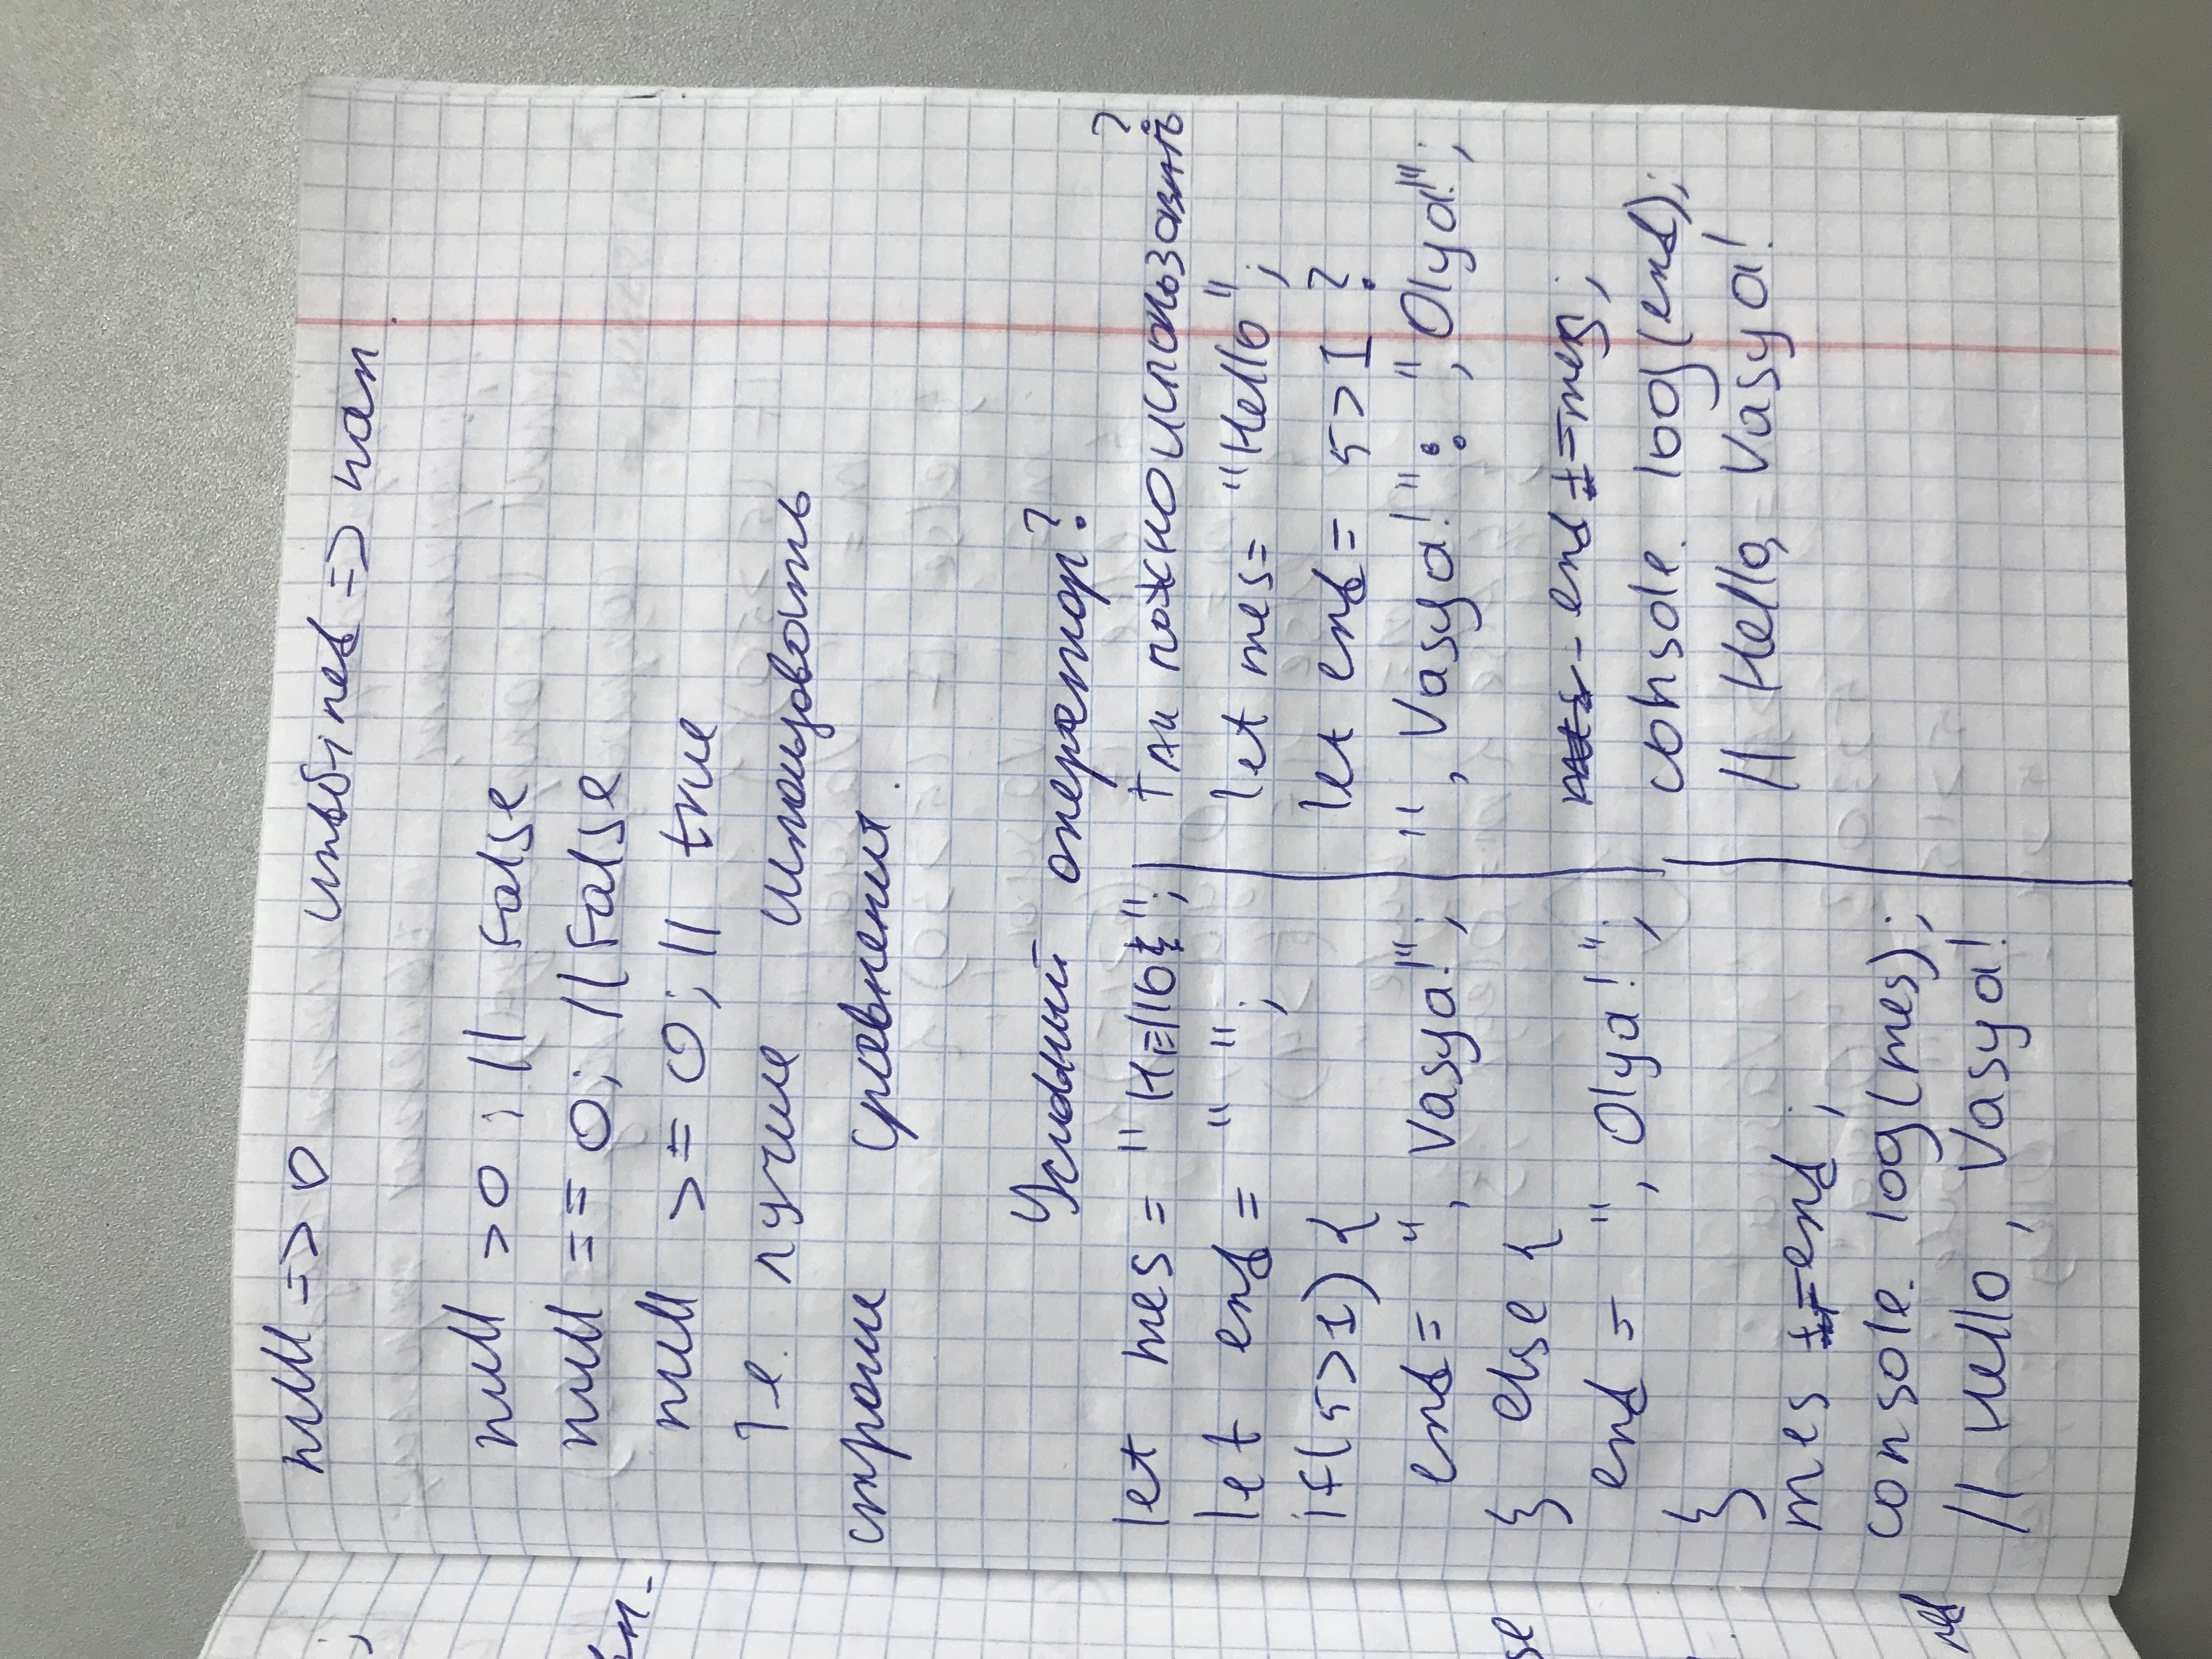 null => 0 undefined => nan
null > 0 ; // false
null == 0; // false
null >= 0; // true
Т.е. лучше использовать
строгие сравнения.
Условный оператор?
let mes = "Hello";
let end = " ";
if(5>1) {
end = ", Vasya!";
} else {
end = ", Olya!";
}
mes +=end ;
console. log(mes);
// Hello, Vasya!
Так можно использовать ?
let mes= "Hello";
let end = 5>1 ?
", Vasya!" : ", Olya!";
end +=mes;
console. log(end);
// Hello, Vasya!